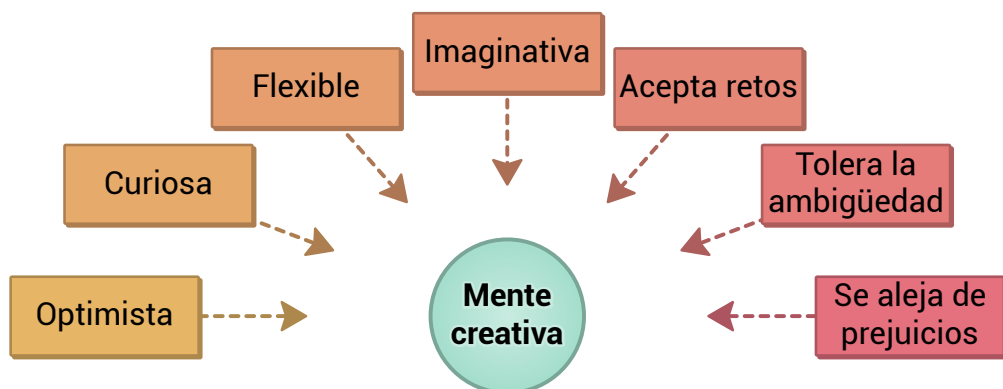 Optimista
Curiosa
Flexible
Imaginativa
Acepta retos
Tolera la
ambigüedad
Se aleja de
prejuicios
Mente
creativa